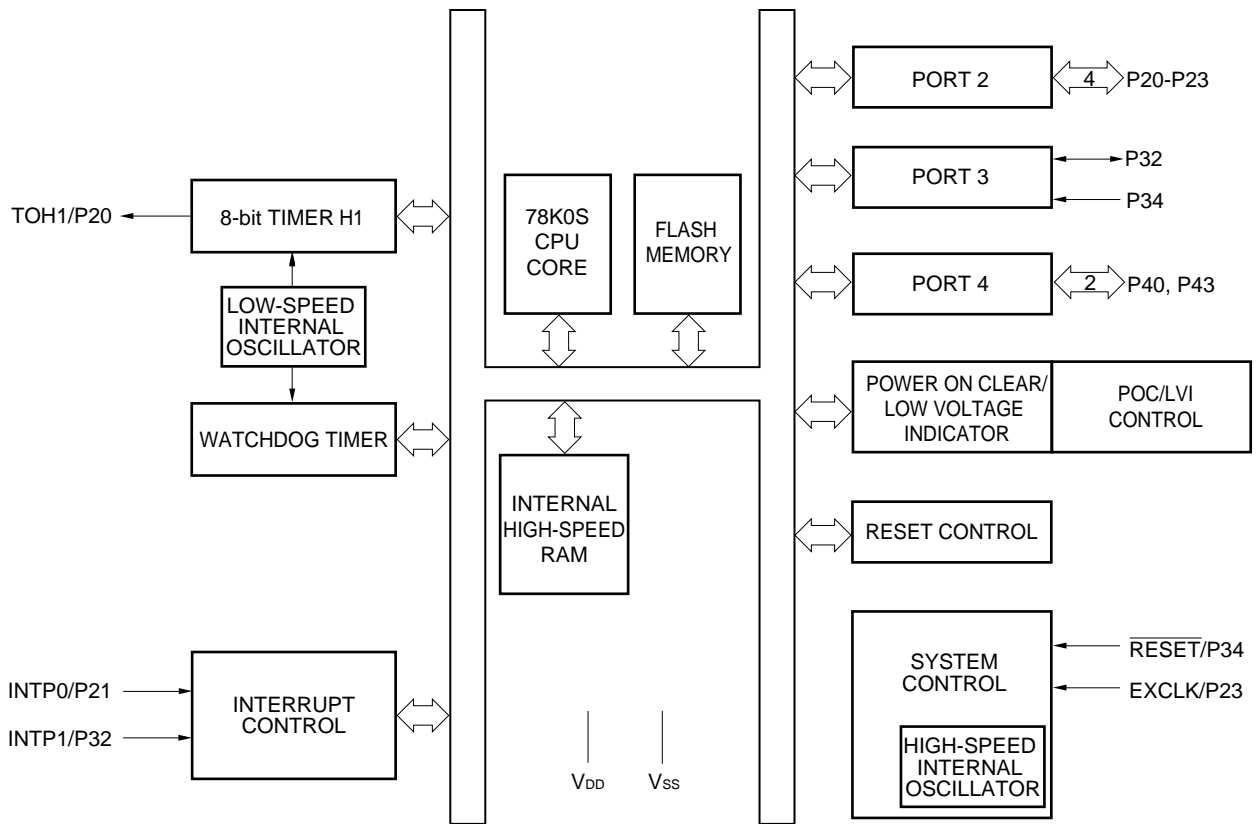 TOH1/P20
8-bit TIMER H1
LOW-SPEED
INTERNAL
OSCILLATOR
WATCHDOG TIMER
INTP0/P21
INTP1/P32
INTERRUPT
CONTROL
78K0S
CPU
CORE
FLASH
MEMORY
INTERNAL
HIGH-SPEED
RAM
VDD
VSS
PORT 2
4
P20-P23
PORT 3
P32
P34
PORT 4
2
P40, P43
POWER ON CLEAR/
LOW VOLTAGE
INDICATOR
POC/LVI
CONTROL
RESET CONTROL
SYSTEM
CONTROL
RESET/P34
EXCLK/P23
HIGH-SPEED
INTERNAL
OSCILLATOR